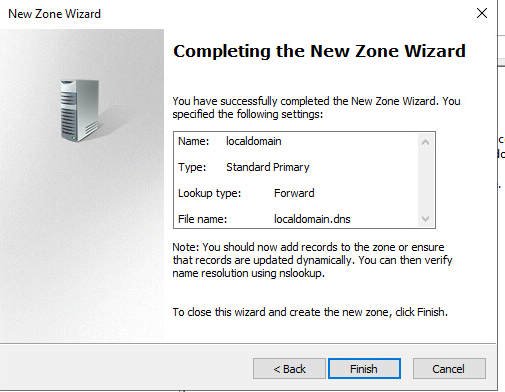 New Zone Wizard
Completing the New Zone Wizard
You have successfully completed the New Zone Wizard. You
specified the following settings:
Name: localdomain
Type: Standard Primary
Lookup type: Forward
File name: localdomain.dns
Note: You should now add records to the zone or ensure
that records are updated dynamically. You can then verify
name resolution using nslookup.
To close this wizard and create the new zone, click Finish.
< Back Finish Cancel